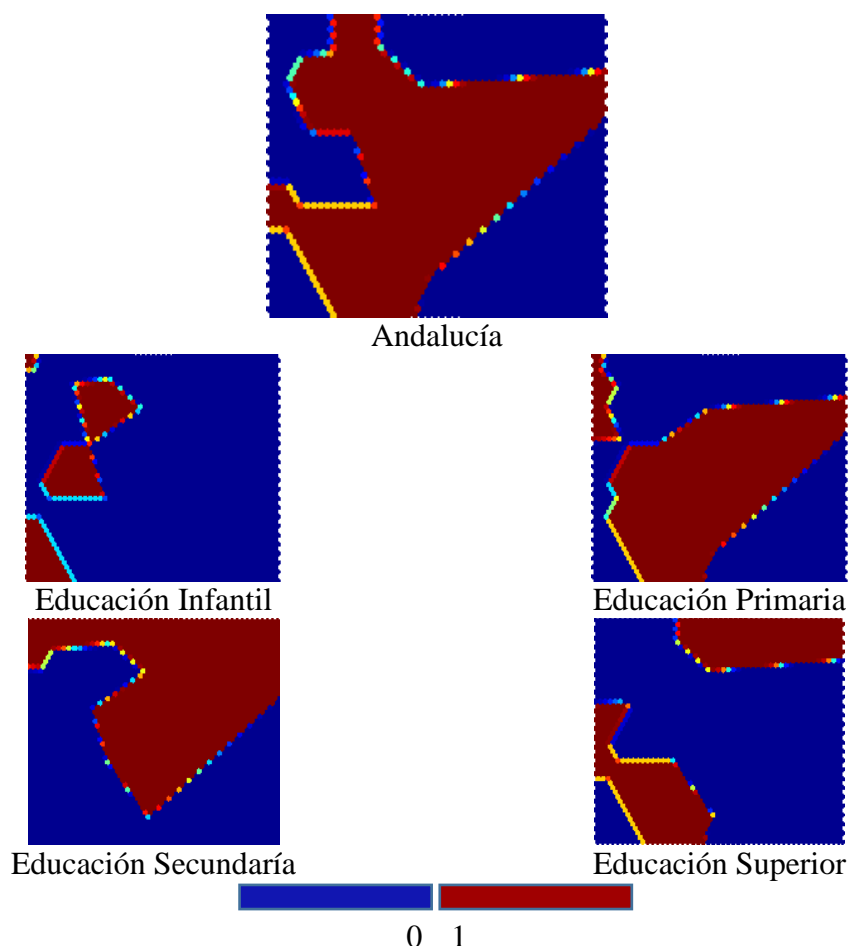 Andalucía
Educación Infantil
Educación Primaria
Educación Secundaría
Educación Superior
0 1